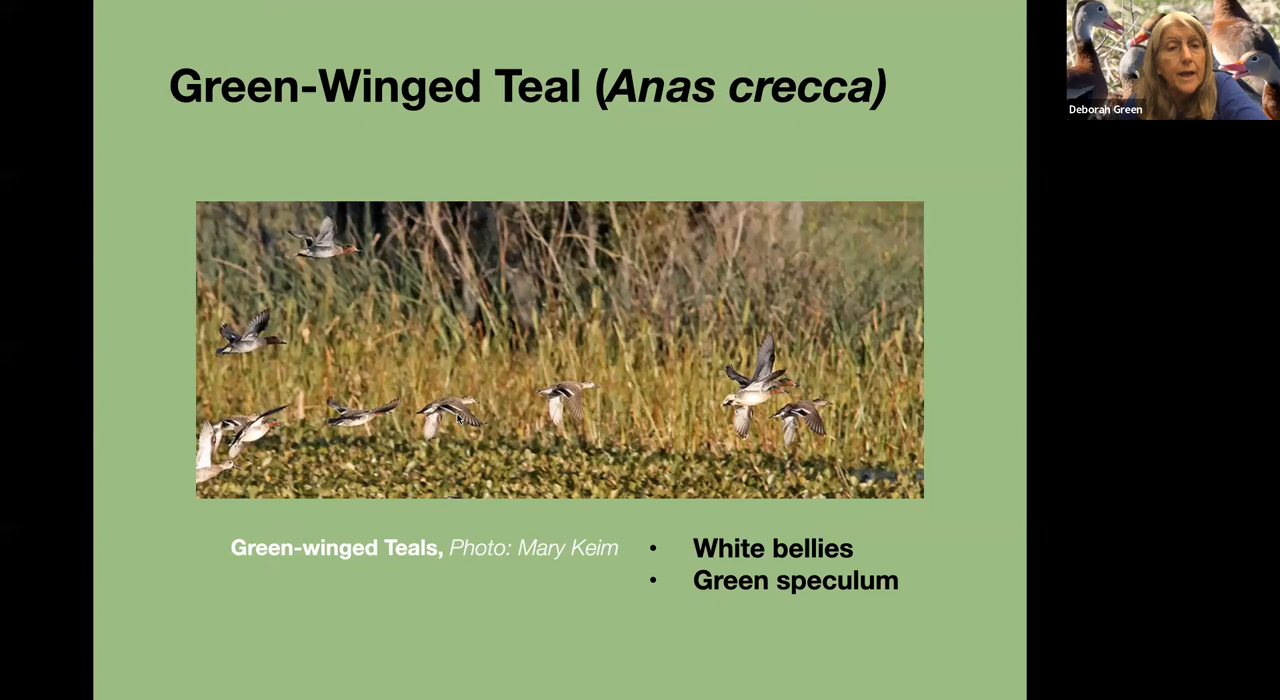 Green-Winged Teal (Anas crecca)
Deborah Green
Green-winged Teals, Photo: Mary Keim
• White bellies
• Green speculum